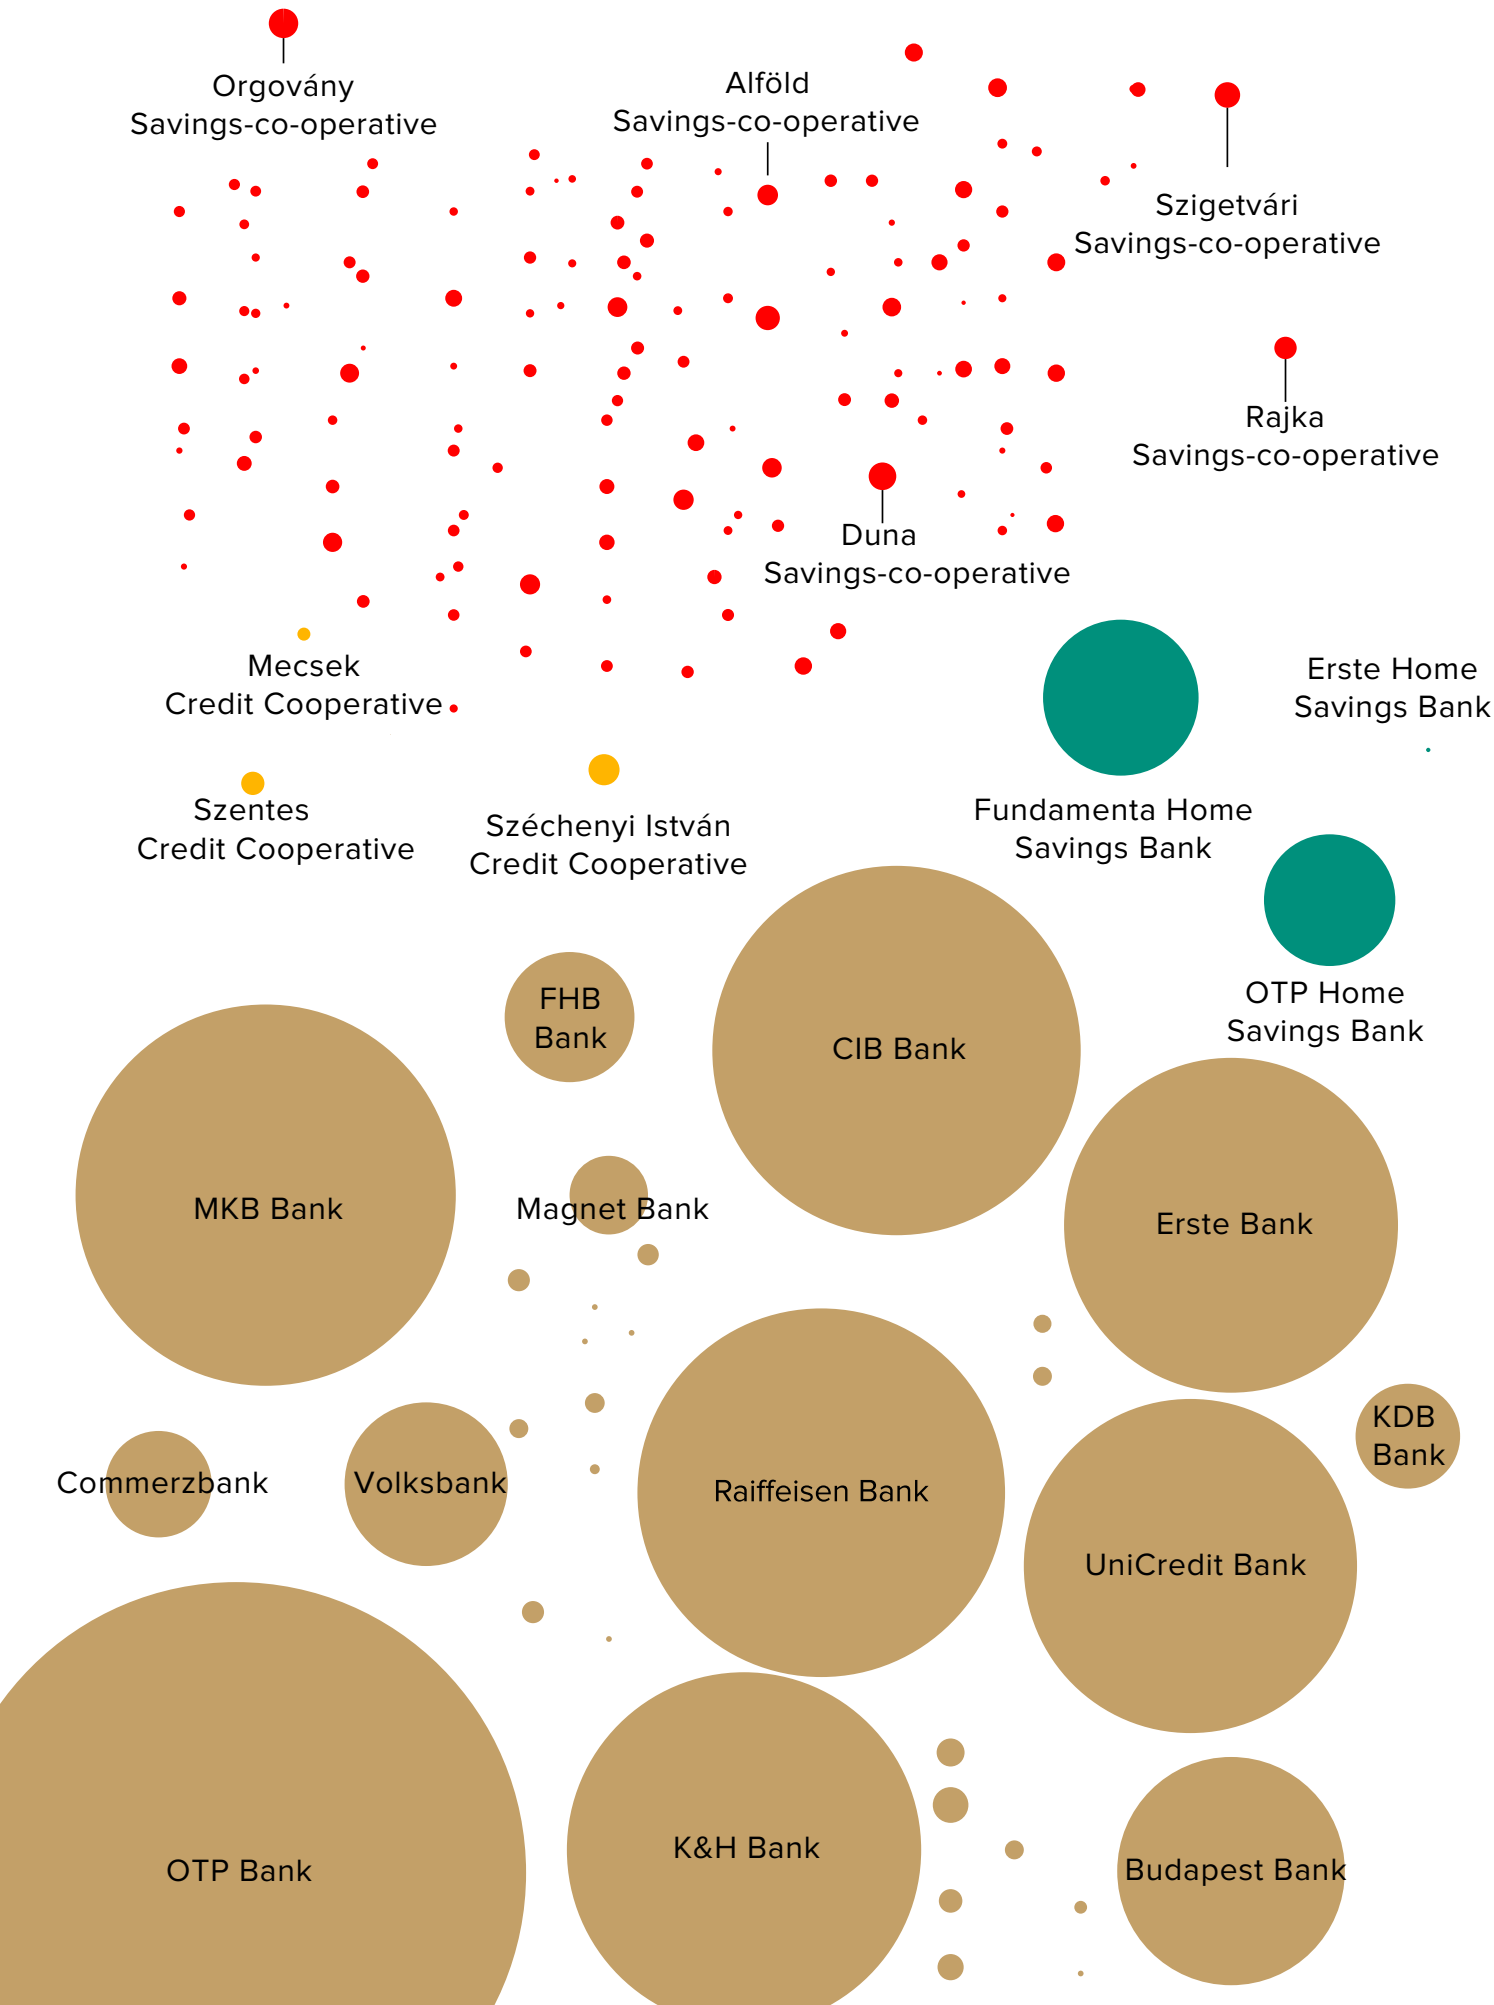 Orgovány
Savings-co-operative
Alföld
Savings-co-operative
Szigetvári
Savings-co-operative
Rajka
Savings-co-operative
Duna
Savings-co-operative
Mecsek
Credit Cooperative
Erste Home
Savings Bank
Szentes
Credit Cooperative
Széchenyi István
Credit Cooperative
Fundamenta Home
Savings Bank
OTP Home
Savings Bank
FHB
Bank
CIB Bank
MKB Bank
Magnet Bank
Erste Bank
KDB
Bank
Commerzbank
Volksbank
Raiffeisen Bank
UniCredit Bank
OTP Bank
K&H Bank
Budapest Bank